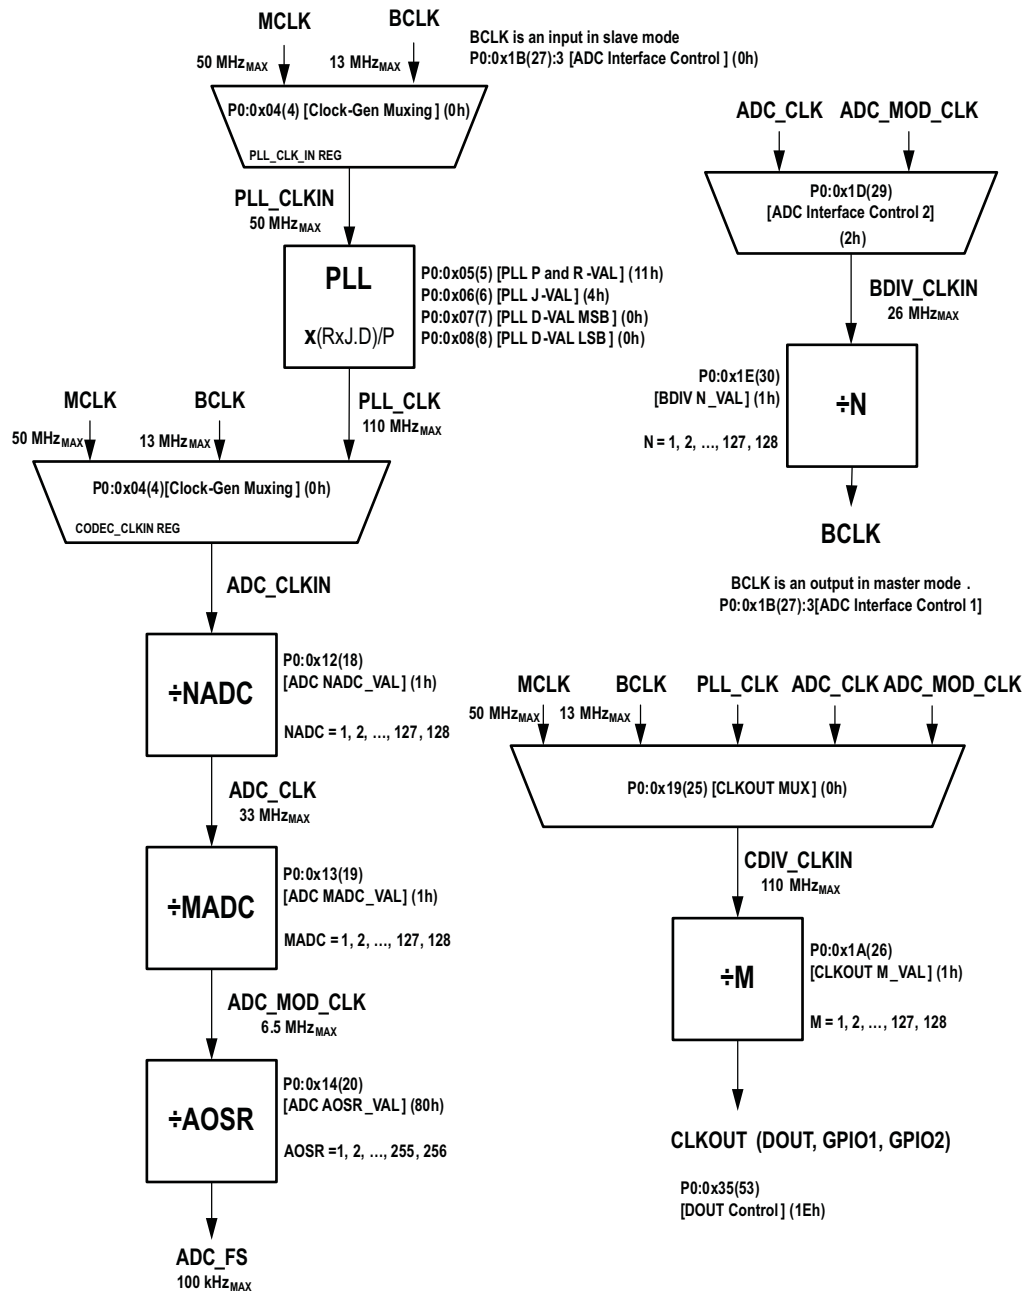 MCLK
BCLK
BCLK is an input in slave mode
P0:0x1B(27):3 [ADC Interface Control ] (0h)
50 MHzMAX
13 MHzMAX
P0:0x04(4) [Clock-Gen Muxing ] (0h)
PLL_CLK_IN REG
PLL_CLKIN
50 MHzMAX
PLL
x(RxJ.D)/P
P0:0x05(5) [PLL P and R -VAL] (11h)
P0:0x06(6) [PLL J-VAL] (4h)
P0:0x07(7) [PLL D-VAL MSB] (0h)
P0:0x08(8) [PLL D-VAL LSB] (0h)
MCLK
BCLK
PLL_CLK
110 MHzMAX
50 MHzMAX
13 MHzMAX
P0:0x04(4)[Clock-Gen Muxing ] (0h)
CODEC_CLKIN REG
ADC_CLKIN
÷NADC
P0:0x12(18)
[ADC NADC_VAL] (1h)
NADC = 1, 2, ..., 127, 128
ADC_CLK
33 MHzMAX
÷MADC
P0:0x13(19)
[ADC MADC_VAL] (1h)
MADC = 1, 2, ..., 127, 128
ADC_MOD_CLK
6.5 MHzMAX
÷AOSR
P0:0x14(20)
[ADC AOSR_VAL] (80h)
AOSR =1, 2, ..., 255, 256
ADC_FS
100 kHzMAX
ADC_CLK
ADC_MOD_CLK
P0:0x1D(29)
[ADC Interface Control 2]
(2h)
BDIV_CLKIN
26 MHzMAX
P0:0x1E(30)
[BDIV N_VAL] (1h)
N = 1, 2, ..., 127, 128
÷N
BCLK
BCLK is an output in master mode .
P0:0x1B(27):3[ADC Interface Control 1]
MCLK
BCLK
PLL_CLK
ADC_CLK
ADC_MOD_CLK
50 MHzMAX
13 MHzMAX
P0:0x19(25) [CLKOUT MUX] (0h)
CDIV_CLKIN
110 MHzMAX
÷M
P0:0x1A(26)
[CLKOUT M_VAL] (1h)
M = 1, 2, ..., 127, 128
CLKOUT (DOUT, GPIO1, GPIO2)
P0:0x35(53)
[DOUT Control ] (1Eh)